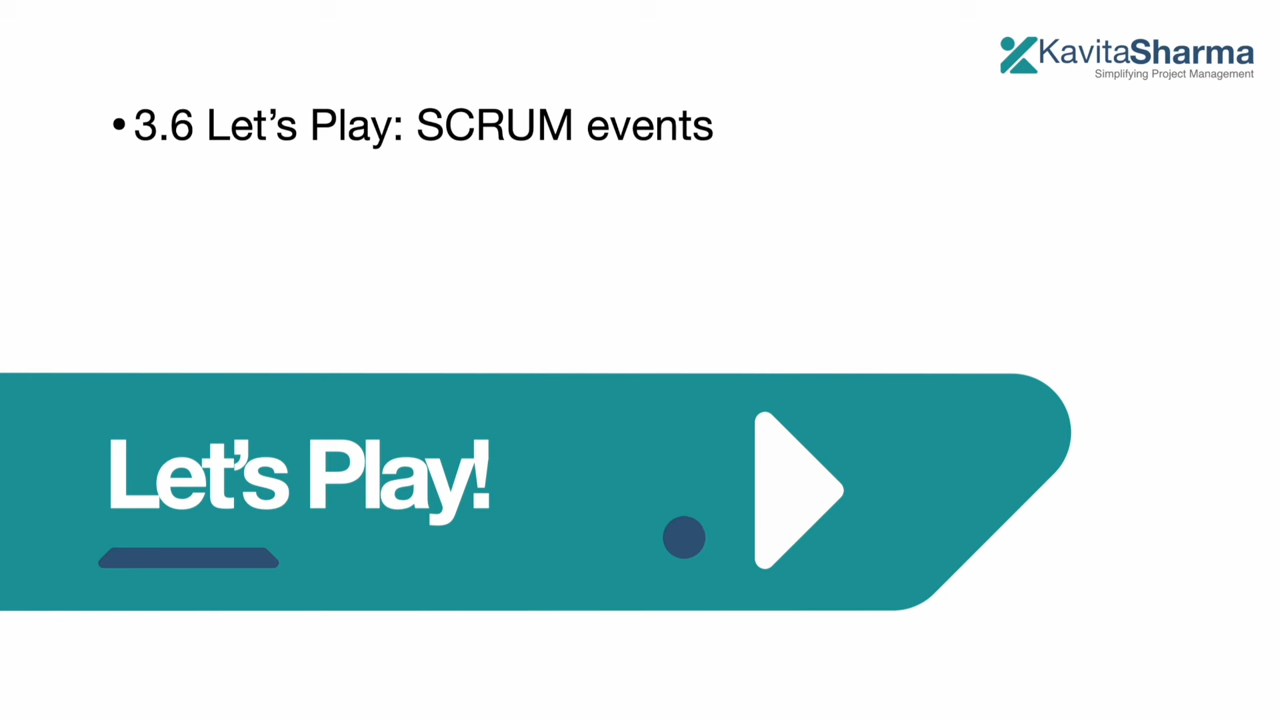 KavitaSharma
Simplifying Project Management
•3.6 Let’s Play: SCRUM events
Let’s Play!